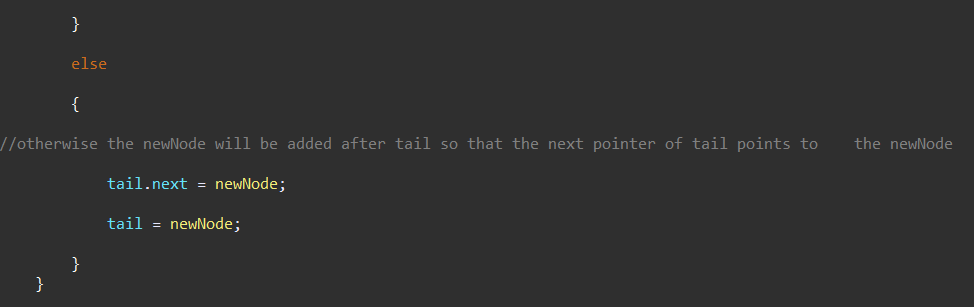 }
else
{
//otherwise the newNode will be added after tail so that the next pointer of tail points to    the newNode
tail.next = newNode;
tail = newNode;
}
}